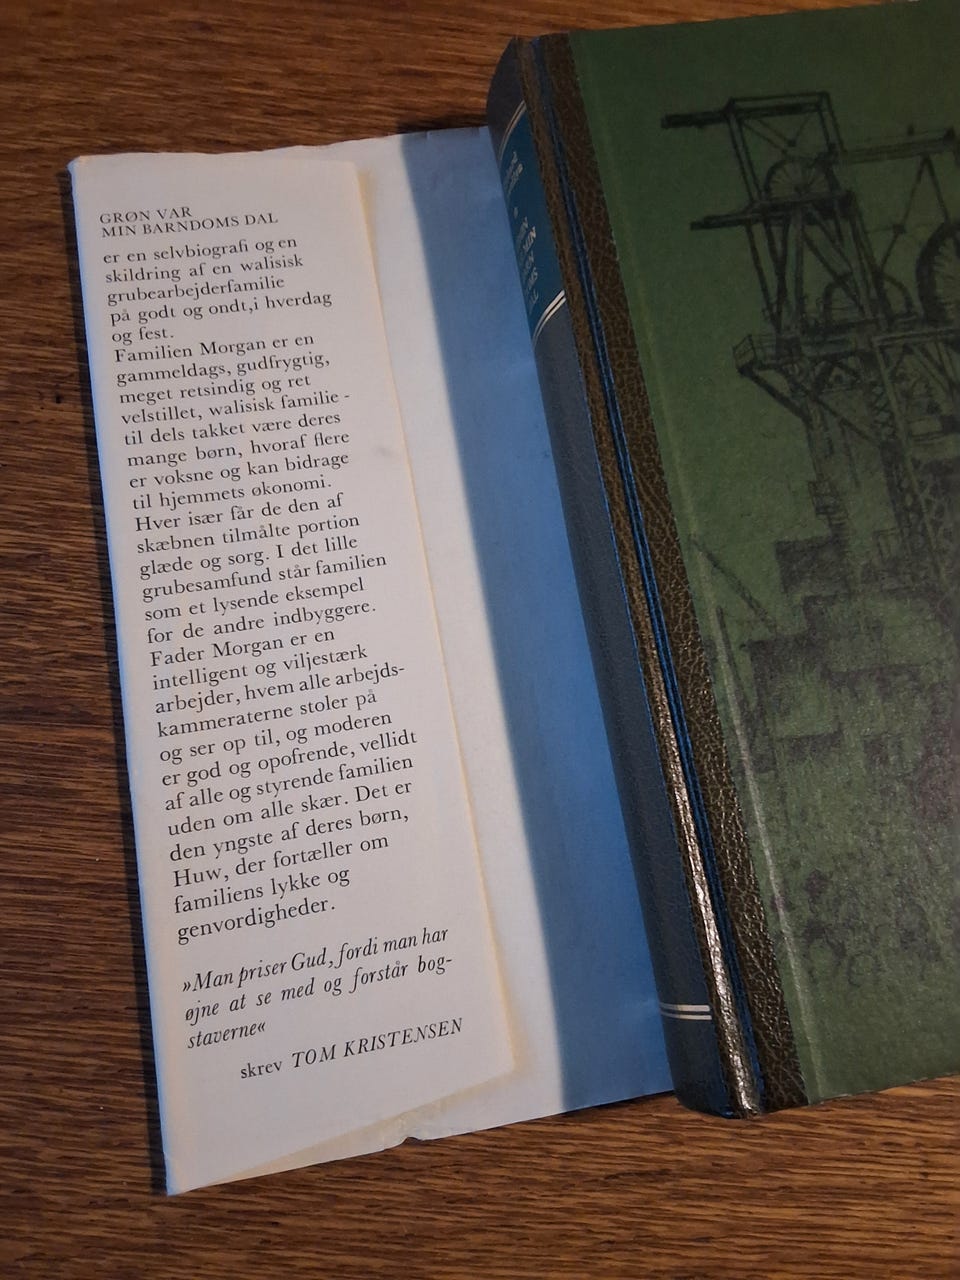 GRØN VAR
MIN BARNDOMS DAL
er en selvbiografi og en
skildring af en walisisk
grubearbejderfamilie
på godt og ondt,i hverdag
og fest.
Familien Morgan er en
gammeldags, gudfrygtig,
meget retsindig og ret
velstillet, walisisk familie -
til dels takket være deres
mange børn, hvoraf flere
er voksne og kan bidrage
til hjemmets økonomi.
Hver især får de den af
skæbnen tilmålte portion
glæde og sorg. I det lille
grubesamfund står familien
som et lysende eksempel
for de andre indbyggere.
Fader Morgan er en
intelligent og viljestærk
arbejder, hvem alle arbejds-
kammeraterne stoler på
og ser op til, og moderen
er god og opofrende, vellidt
af alle og styrende familien
uden om alle skær. Det er
den yngste af deres børn,
Huw, der fortæller om
familiens lykke og
genvordigheder.
»Man priser Gud, fordi man har
øjne at se med og forstår bog-
staverne«
skrev TOM KRISTENSEN